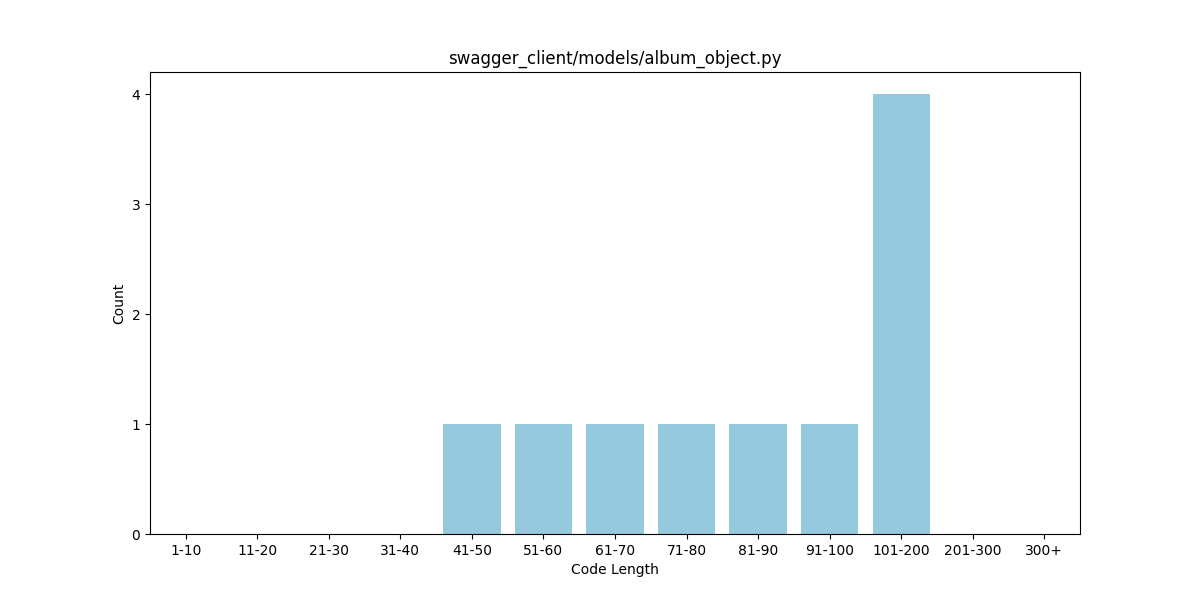 swagger_client/models/album_object.py
4
3
2
1
0
Count
1-10 11-20 21-30 31-40 41-50 51-60 61-70 71-80 81-90 91-100 101-200 201-300 300+
Code Length